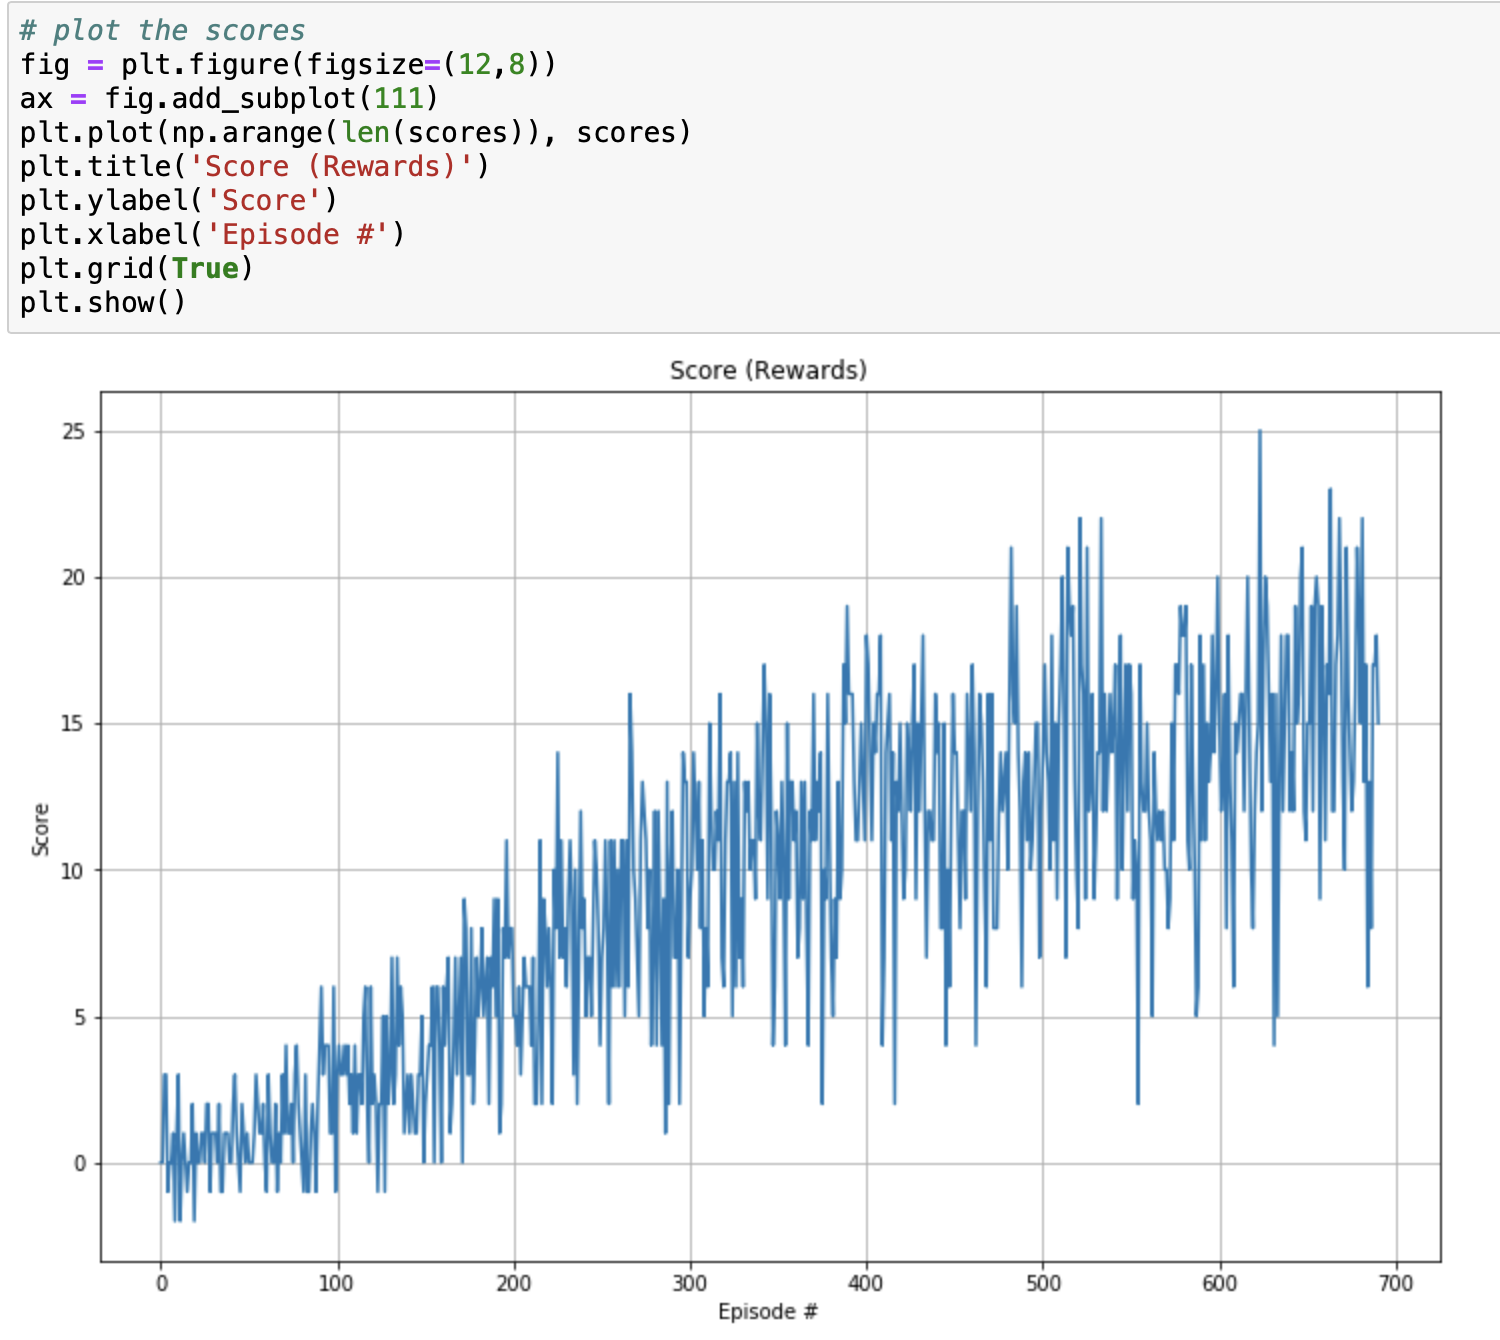 # plot the scores
fig = plt.figure(figsize=(12,8))
ax = fig.add_subplot(111)
plt.plot(np.arange(len(scores)), scores)
plt.title('Score (Rewards)')
plt.ylabel('Score')
plt.xlabel('Episode #')
plt.grid(True)
plt.show()
Score (Rewards)
25
20
15
10
5
0
Score
0 100 200 300 400 500 600 700
Episode #